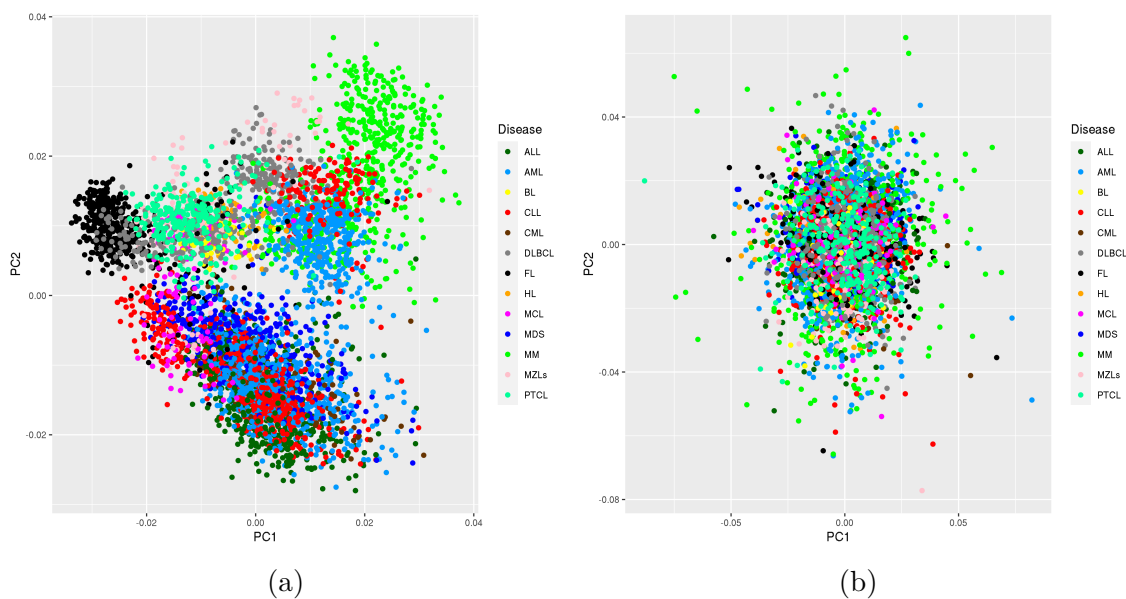 0.04
0.02
0.00
-0.02
PC2
-0.02
0.00
0.02
0.04
PC1
Disease
ALL
AML
BL
CLL
CML
DLBCL
FL
HL
MCL
MDS
MM
MZLs
PTCL
(a)
0.04
0.00
-0.04
-0.08
PC2
-0.05
0.00
0.05
PC1
Disease
ALL
AML
BL
CLL
CML
DLBCL
FL
HL
MCL
MDS
MM
MZLs
PTCL
(b)